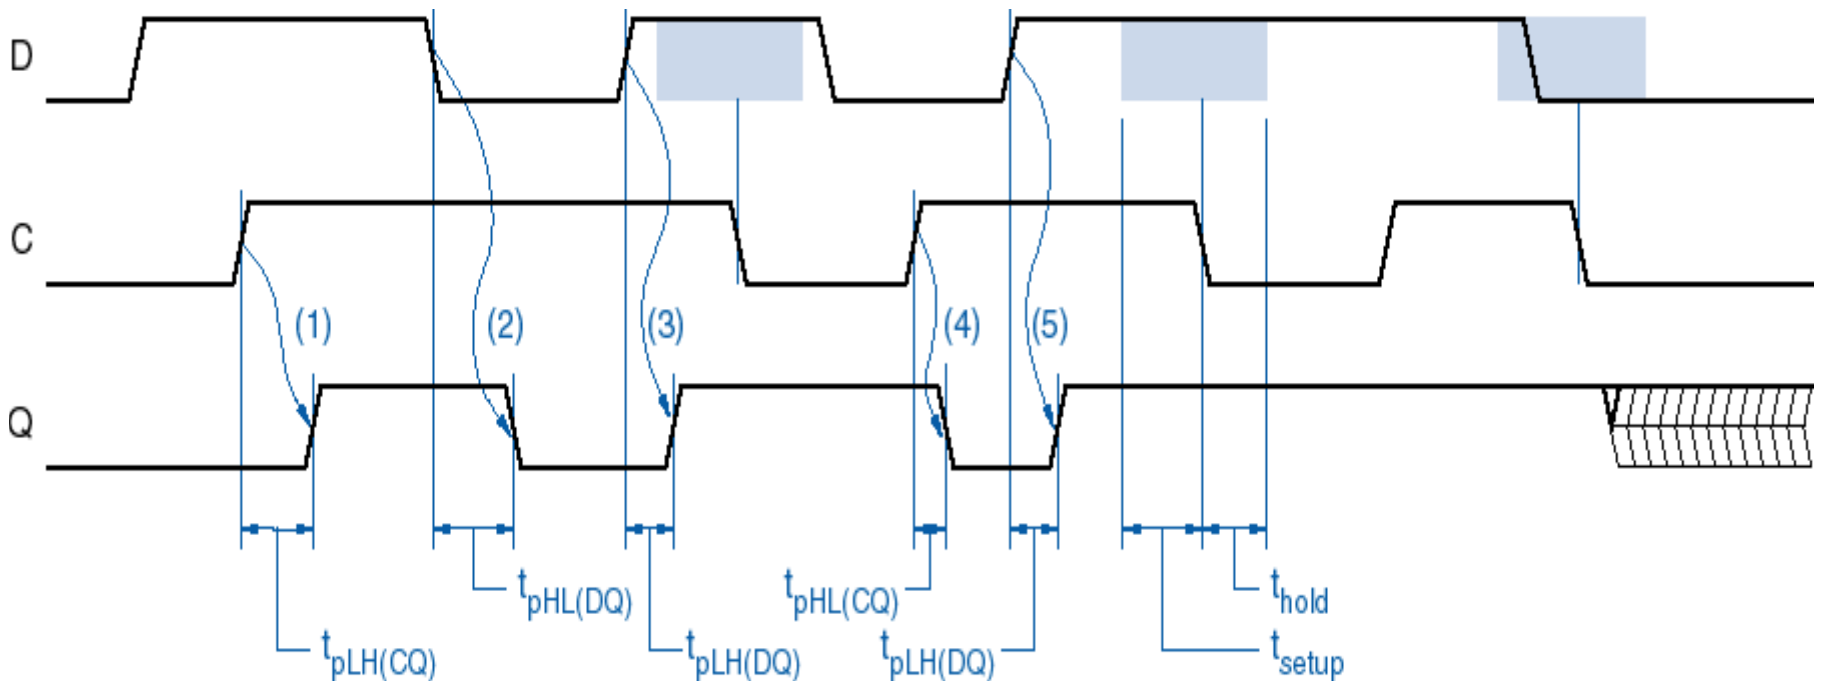 D
C
(1)
(2)
(3)
(4)
(5)
Q
tpHL(DQ)
tpHL(CQ)
thold
tpLH(CQ)
tpLH(DQ)
tpLH(DQ)
tsetup